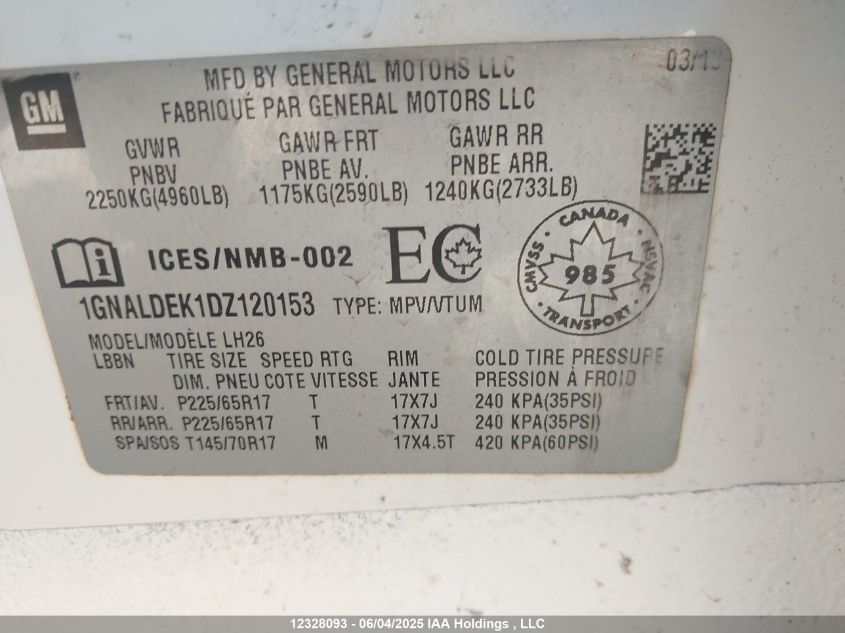 GM
MFD BY GENERAL MOTORS LLC
FABRIQUÉ PAR GENERAL MOTORS LLC
GVWR GAWR FRT GAWR RR
PNBV PNBE AV. PNBE ARR.
2250KG(4960LB) 1175KG(2590LB) 1240KG(2733LB)
ICES/NMB-002 EC
CANADA
CMVSS 985 NSVAC
TRANSPORT
1GNALDEK1DZ120153 TYPE: MPV/VTUM
MODEL/MODÈLE LH26
LBBN TIRE SIZE SPEED RTG RIM COLD TIRE PRESSURE
DIM. PNEU COTE VITESSE JANTE PRESSION À FROID
FRT/AV. P225/65R17 T 17X7J 240 KPA(35PSI)
RR/ARR. P225/65R17 T 17X7J 240 KPA(35PSI)
SPA/SOS T145/70R17 M 17X4.5T 420 KPA(60PSI)
12328093 - 06/04/2025 IAA Holdings , LLC